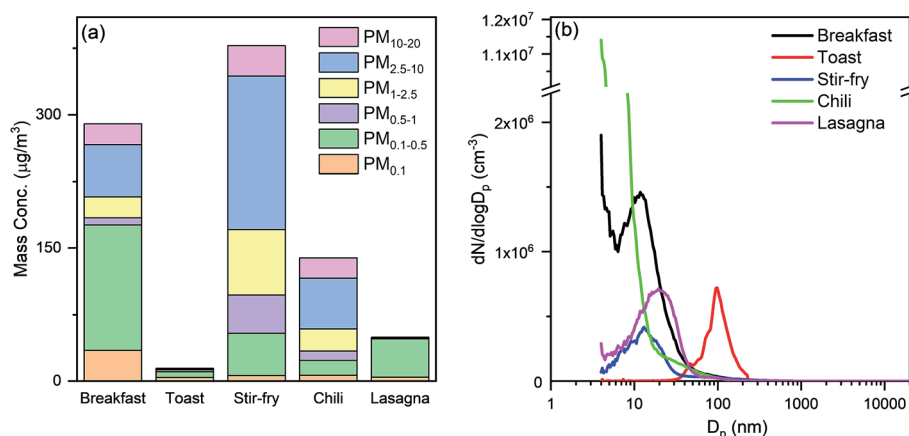 (a)
PM10-20
PM2.5-10
PM1-2.5
PM0.5-1
PM0.1-0.5
PM0.1
300
150
0
Mass Conc. (μg/m³)
Breakfast Toast Stir-fry Chili Lasagna
(b)
Breakfast
Toast
Stir-fry
Chili
Lasagna
1.2x10⁷
1.1x10⁷
2x10⁶
1x10⁶
0
dN/dlogDp (cm⁻³)
1 10 100 1000 10000
Dp (nm)